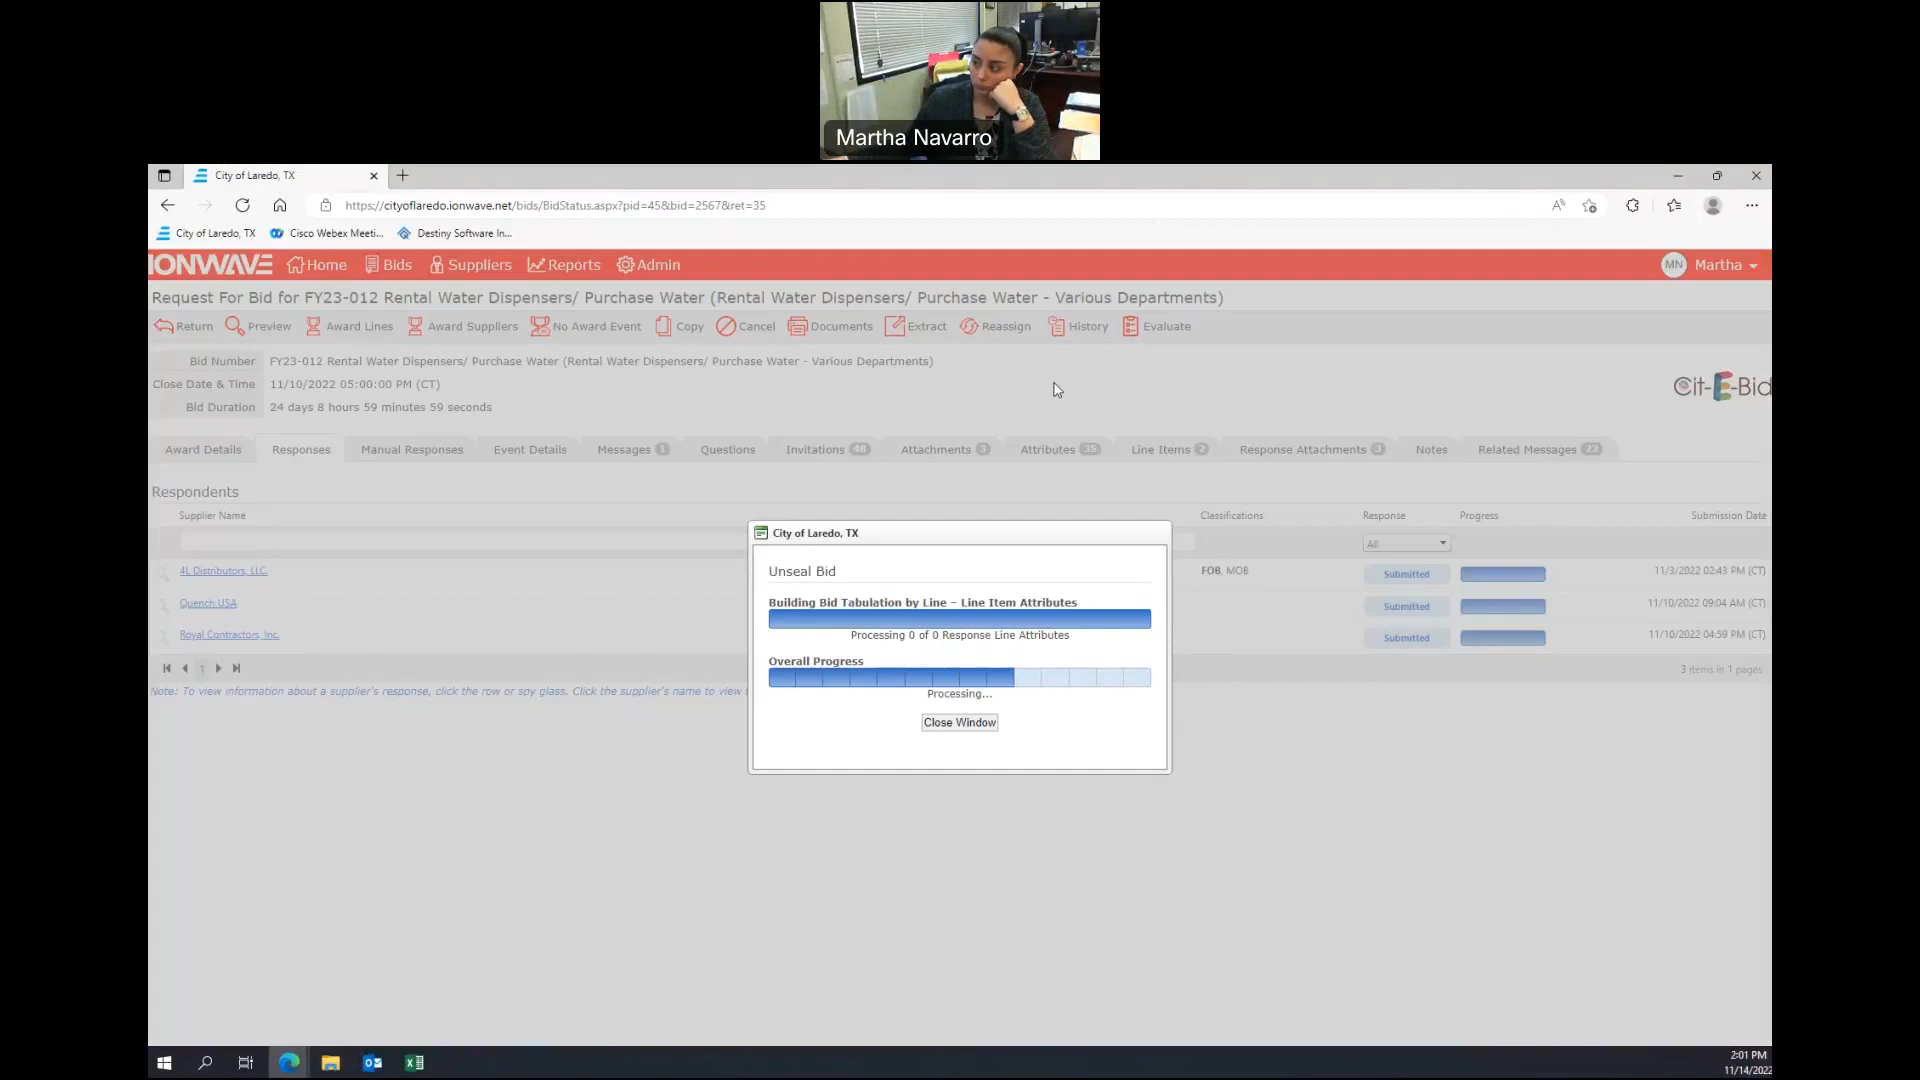 Martha Navarro
City of Laredo, TX
https://cityoflaredo.ionwave.net/bids/BidStatus.aspx?pid=45&bid=2567&ret=35
City of Laredo, TX Cisco Webex Meeti... Destiny Software In...
IONWAVE Home Bids Suppliers Reports Admin MN Martha
Request For Bid for FY23-012 Rental Water Dispensers/ Purchase Water (Rental Water Dispensers/ Purchase Water - Various Departments)
Return Preview Award Lines Award Suppliers No Award Event Copy Cancel Documents Extract Reassign History Evaluate
Bid Number FY23-012 Rental Water Dispensers/ Purchase Water (Rental Water Dispensers/ Purchase Water - Various Departments)
Close Date & Time 11/10/2022 05:00:00 PM (CT)
Cit-E-Bid
Bid Duration 24 days 8 hours 59 minutes 59 seconds
Award Details Responses Manual Responses Event Details Messages 1 Questions Invitations 48 Attachments 3 Attributes 35 Line Items 2 Response Attachments 3 Notes Related Messages 22
Respondents
Supplier Name Classifications Response Progress Submission Date
All
4L Distributors, LLC. FOB, MOB Submitted 11/3/2022 02:43 PM (CT)
Quench USA Submitted 11/10/2022 09:04 AM (CT)
Royal Contractors, Inc. Submitted 11/10/2022 04:59 PM (CT)
1 3 items in 1 pages
Note: To view information about a supplier's response, click the row or spy glass. Click the supplier's name to view
City of Laredo, TX
Unseal Bid
Building Bid Tabulation by Line – Line Item Attributes
Processing 0 of 0 Response Line Attributes
Overall Progress
Processing...
Close Window
2:01 PM
11/14/2022